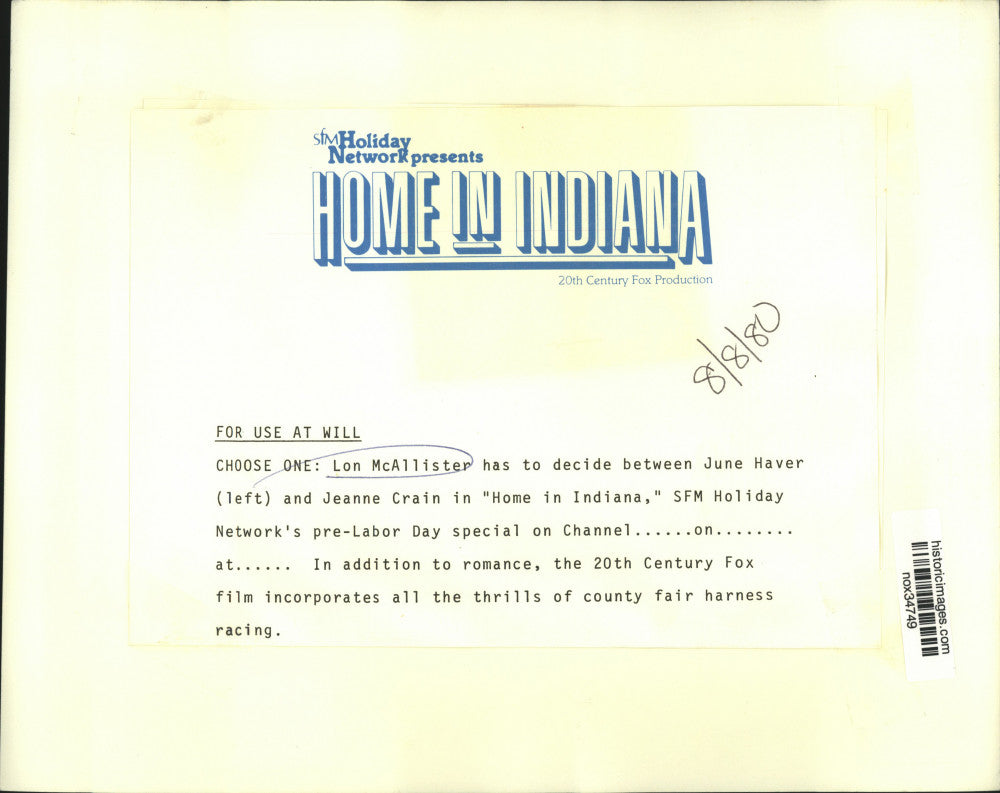 sfm Holiday
Network presents
HOME IN INDIANA
20th Century Fox Production
8/8/80
FOR USE AT WILL
CHOOSE ONE: Lon McAllister has to decide between June Haver
(left) and Jeanne Crain in "Home in Indiana," SFM Holiday
Network's pre-Labor Day special on Channel......on........
at...... In addition to romance, the 20th Century Fox
film incorporates all the thrills of county fair harness
racing.
historicimages.com
nox34749